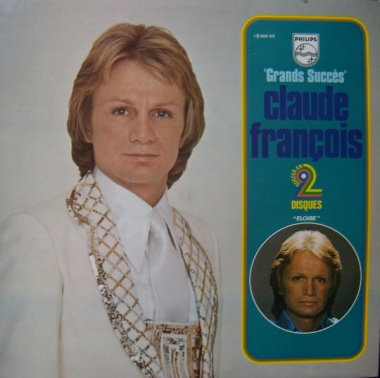 PHILIPS
'Grands Succès'
claude
françois
2
DISQUES
"ELOISE"